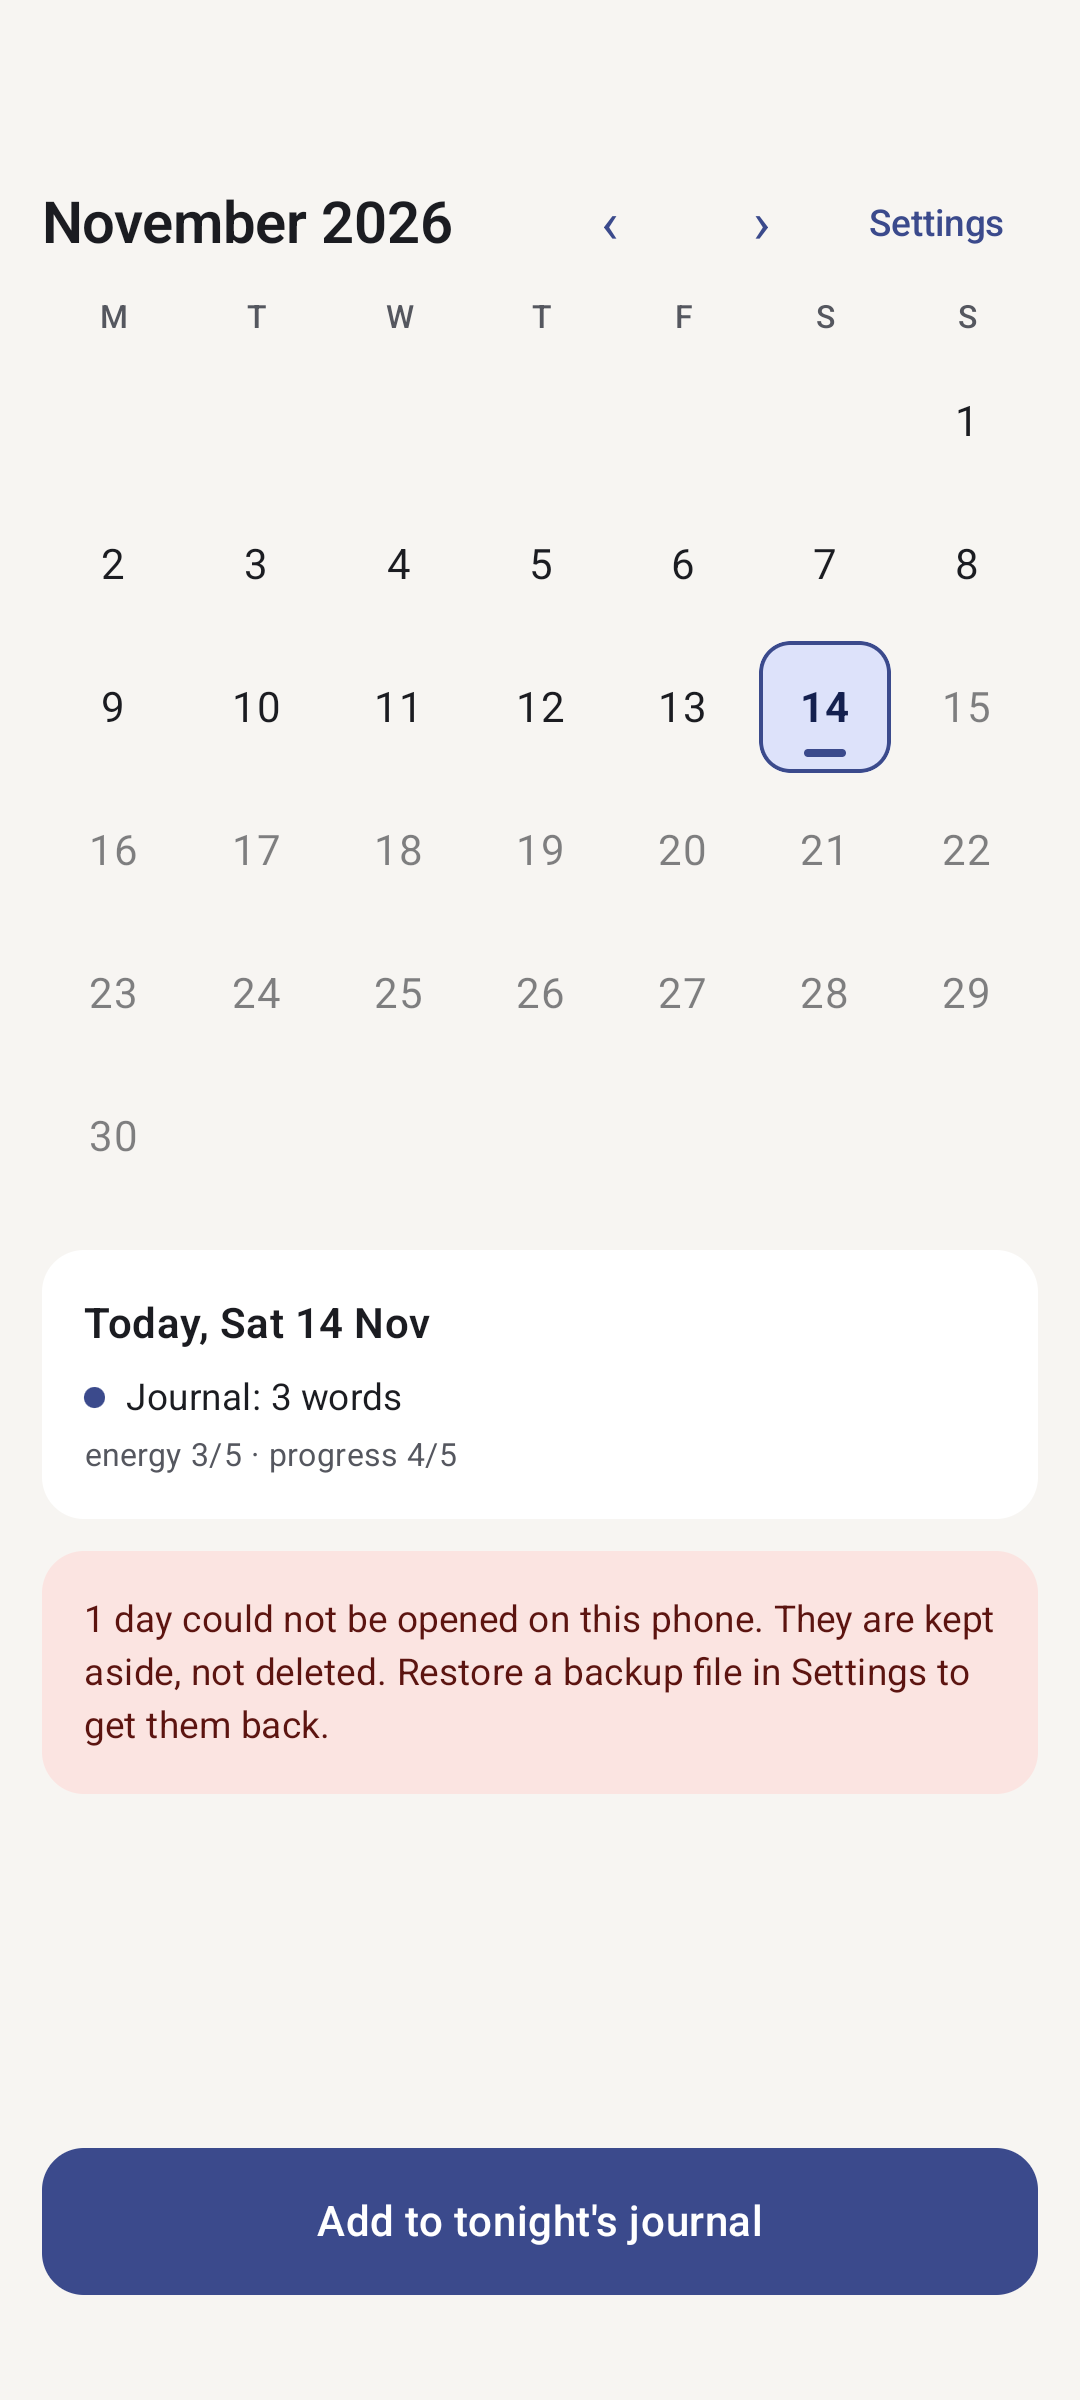 November 2026 ‹ › Settings
M T W T F S S
1
2 3 4 5 6 7 8
9 10 11 12 13 14 15
16 17 18 19 20 21 22
23 24 25 26 27 28 29
30
Today, Sat 14 Nov
Journal: 3 words
energy 3/5 · progress 4/5
1 day could not be opened on this phone. They are kept
aside, not deleted. Restore a backup file in Settings to
get them back.
Add to tonight's journal